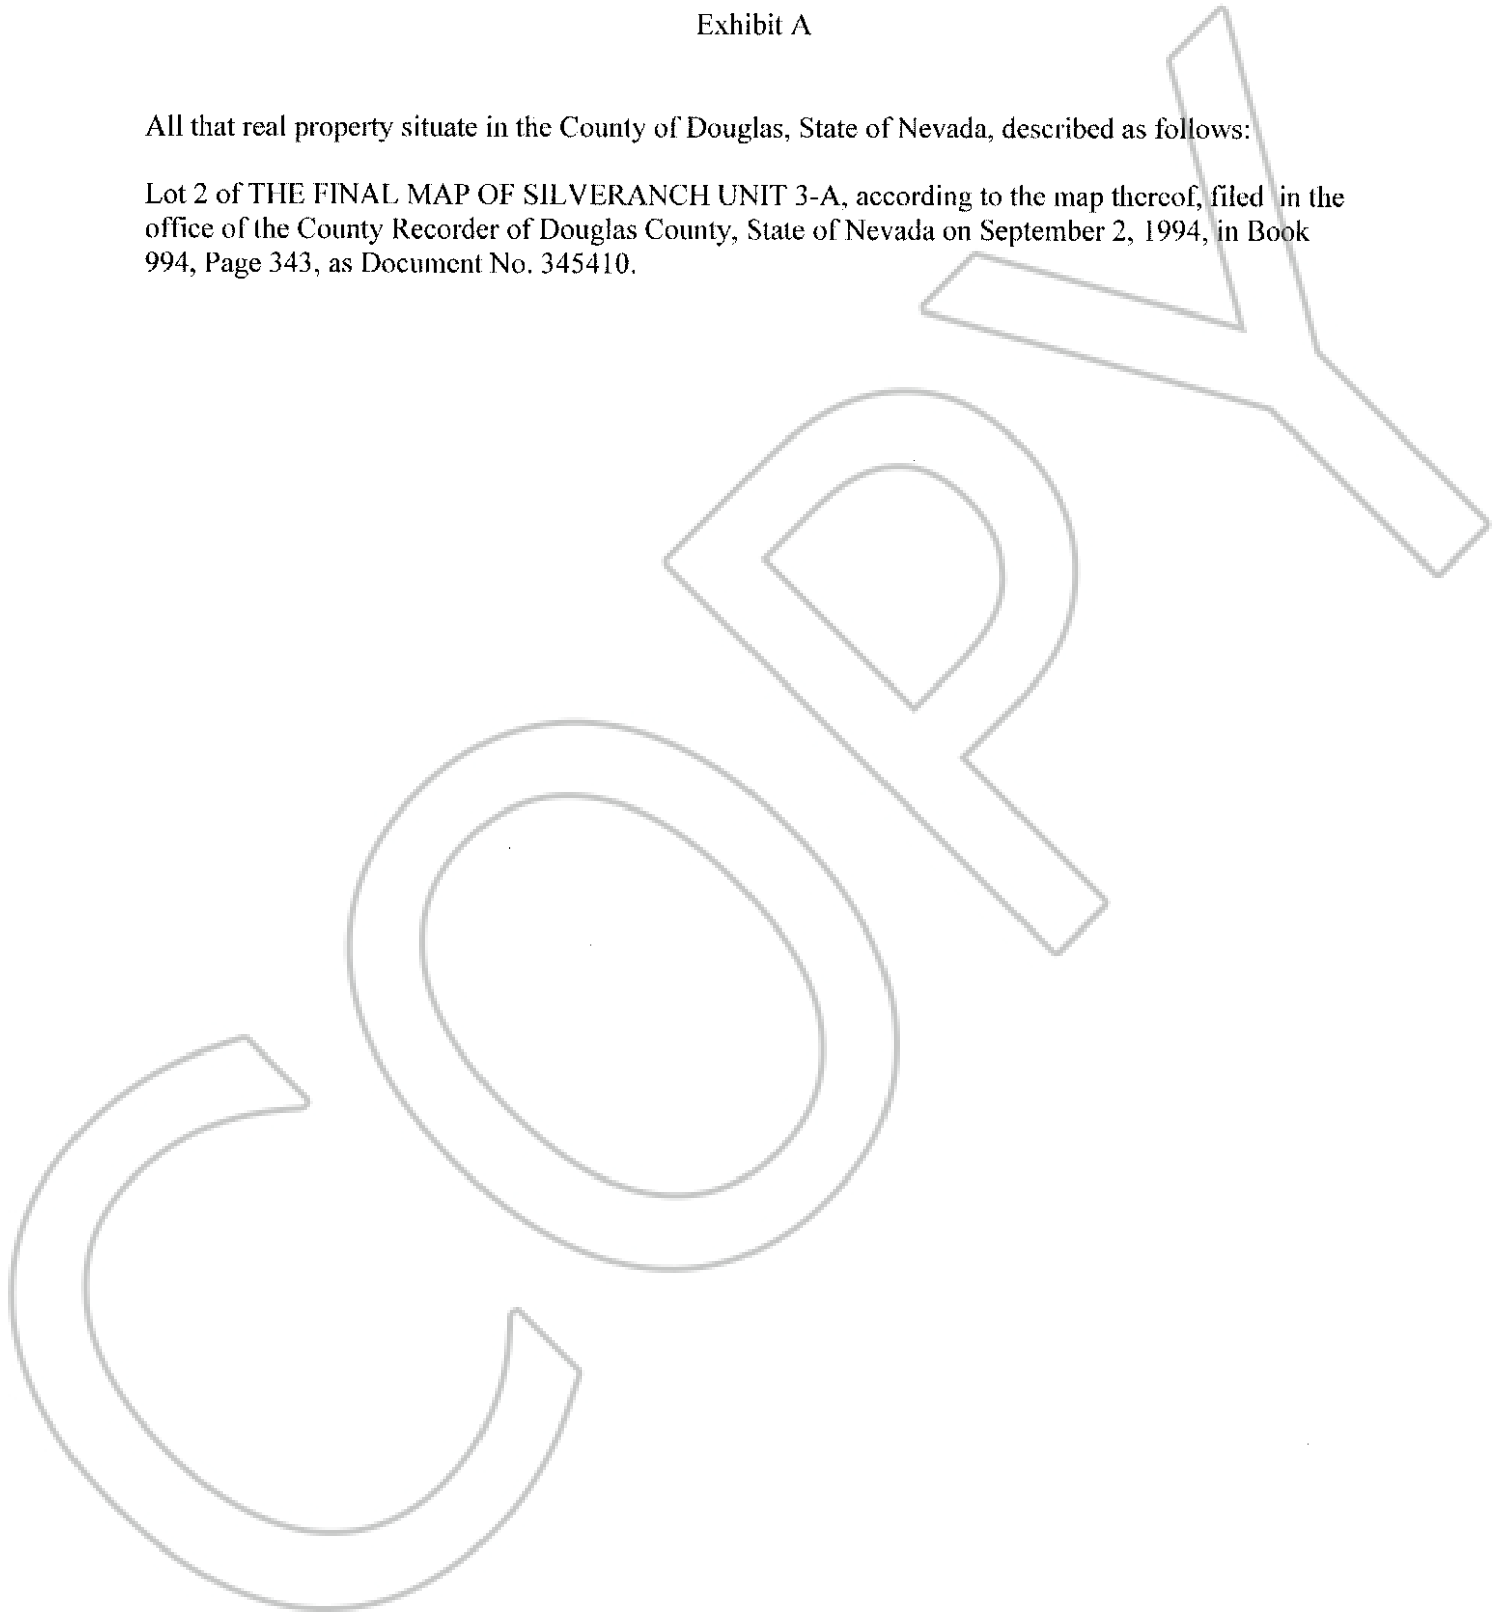 Exhibit A
All that real property situate in the County of Douglas, State of Nevada, described as follows:
Lot 2 of THE FINAL MAP OF SILVERANCH UNIT 3-A, according to the map thereof, filed in the
office of the County Recorder of Douglas County, State of Nevada on September 2, 1994, in Book
994, Page 343, as Document No. 345410.
COPY